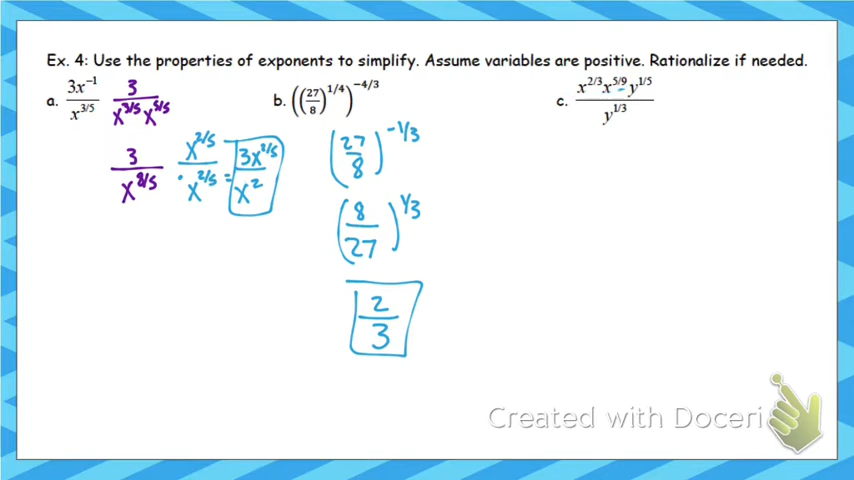 Ex. 4: Use the properties of exponents to simplify. Assume variables are positive. Rationalize if needed.
a. 3x⁻¹ / x^(3/5)   3 / x^(3/5) x^(5/5)
3 / x^(8/5) · x^(2/5) / x^(2/5) = 3x^(2/5) / x²
b. ((27/8)^(1/4))^(-4/3)
(27/8)^(-1/3)
(8/27)^(1/3)
2/3
c. x^(2/3) x^(5/9) y^(1/5) / y^(1/3)
Created with Doceri